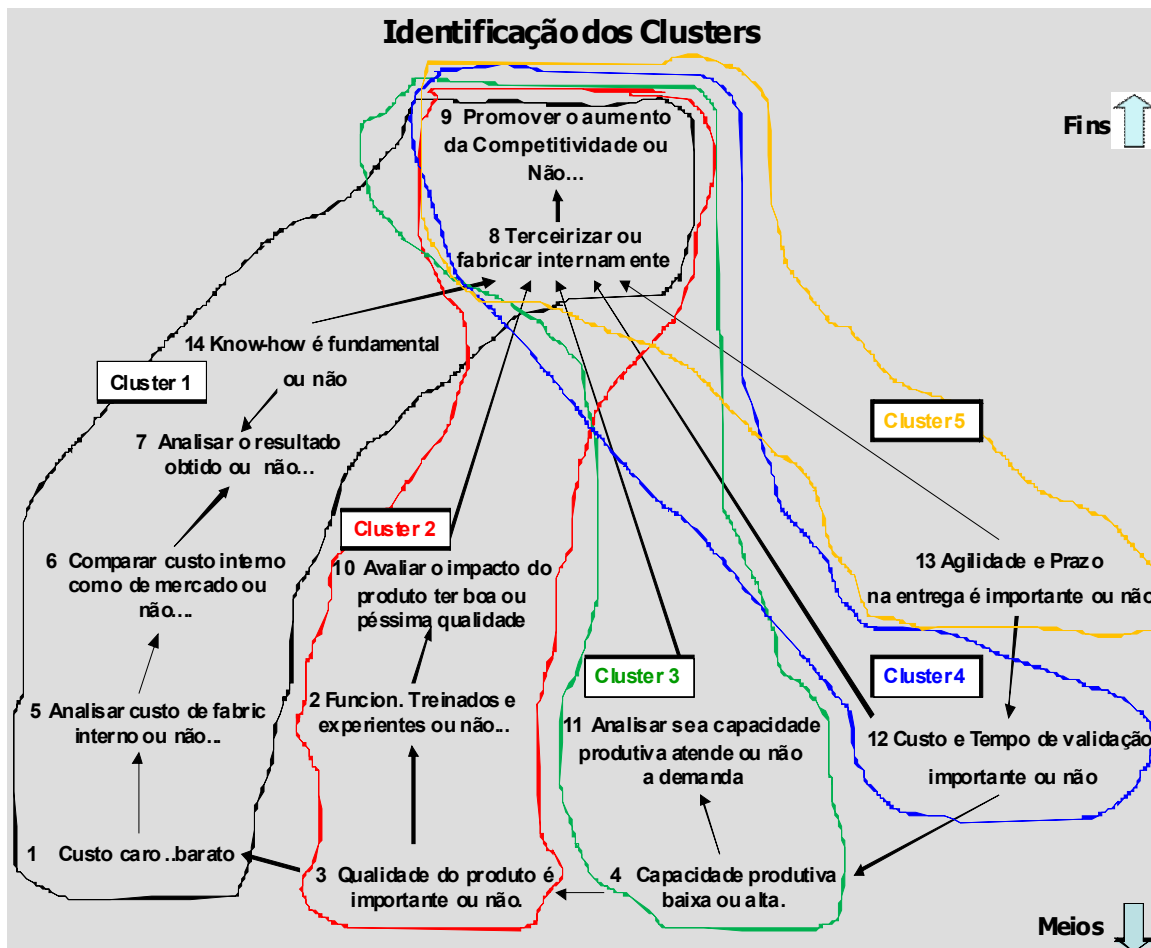 Identificação dos Clusters
Fins
9 Promover o aumento
da Competitividade ou
Não...
8 Terceirizar ou
fabricar internamente
14 Know-how é fundamental
ou não
Cluster 1
7 Analisar o resultado
obtido ou não...
Cluster 5
Cluster 2
6 Comparar custo interno
como de mercado ou
não...
10 Avaliar o impacto do
produto ter boa ou
péssima qualidade
13 Agilidade e Prazo
na entrega é importante ou não
Cluster 3
Cluster 4
5 Analisar custo de fabric
interno ou não...
2 Funcion. Treinados e
experientes ou não...
11 Analisar se a capacidade
produtiva atende ou não
a demanda
12 Custo e Tempo de validação
importante ou não
1 Custo caro ..barato
3 Qualidade do produto é
importante ou não.
4 Capacidade produtiva
baixa ou alta.
Meios